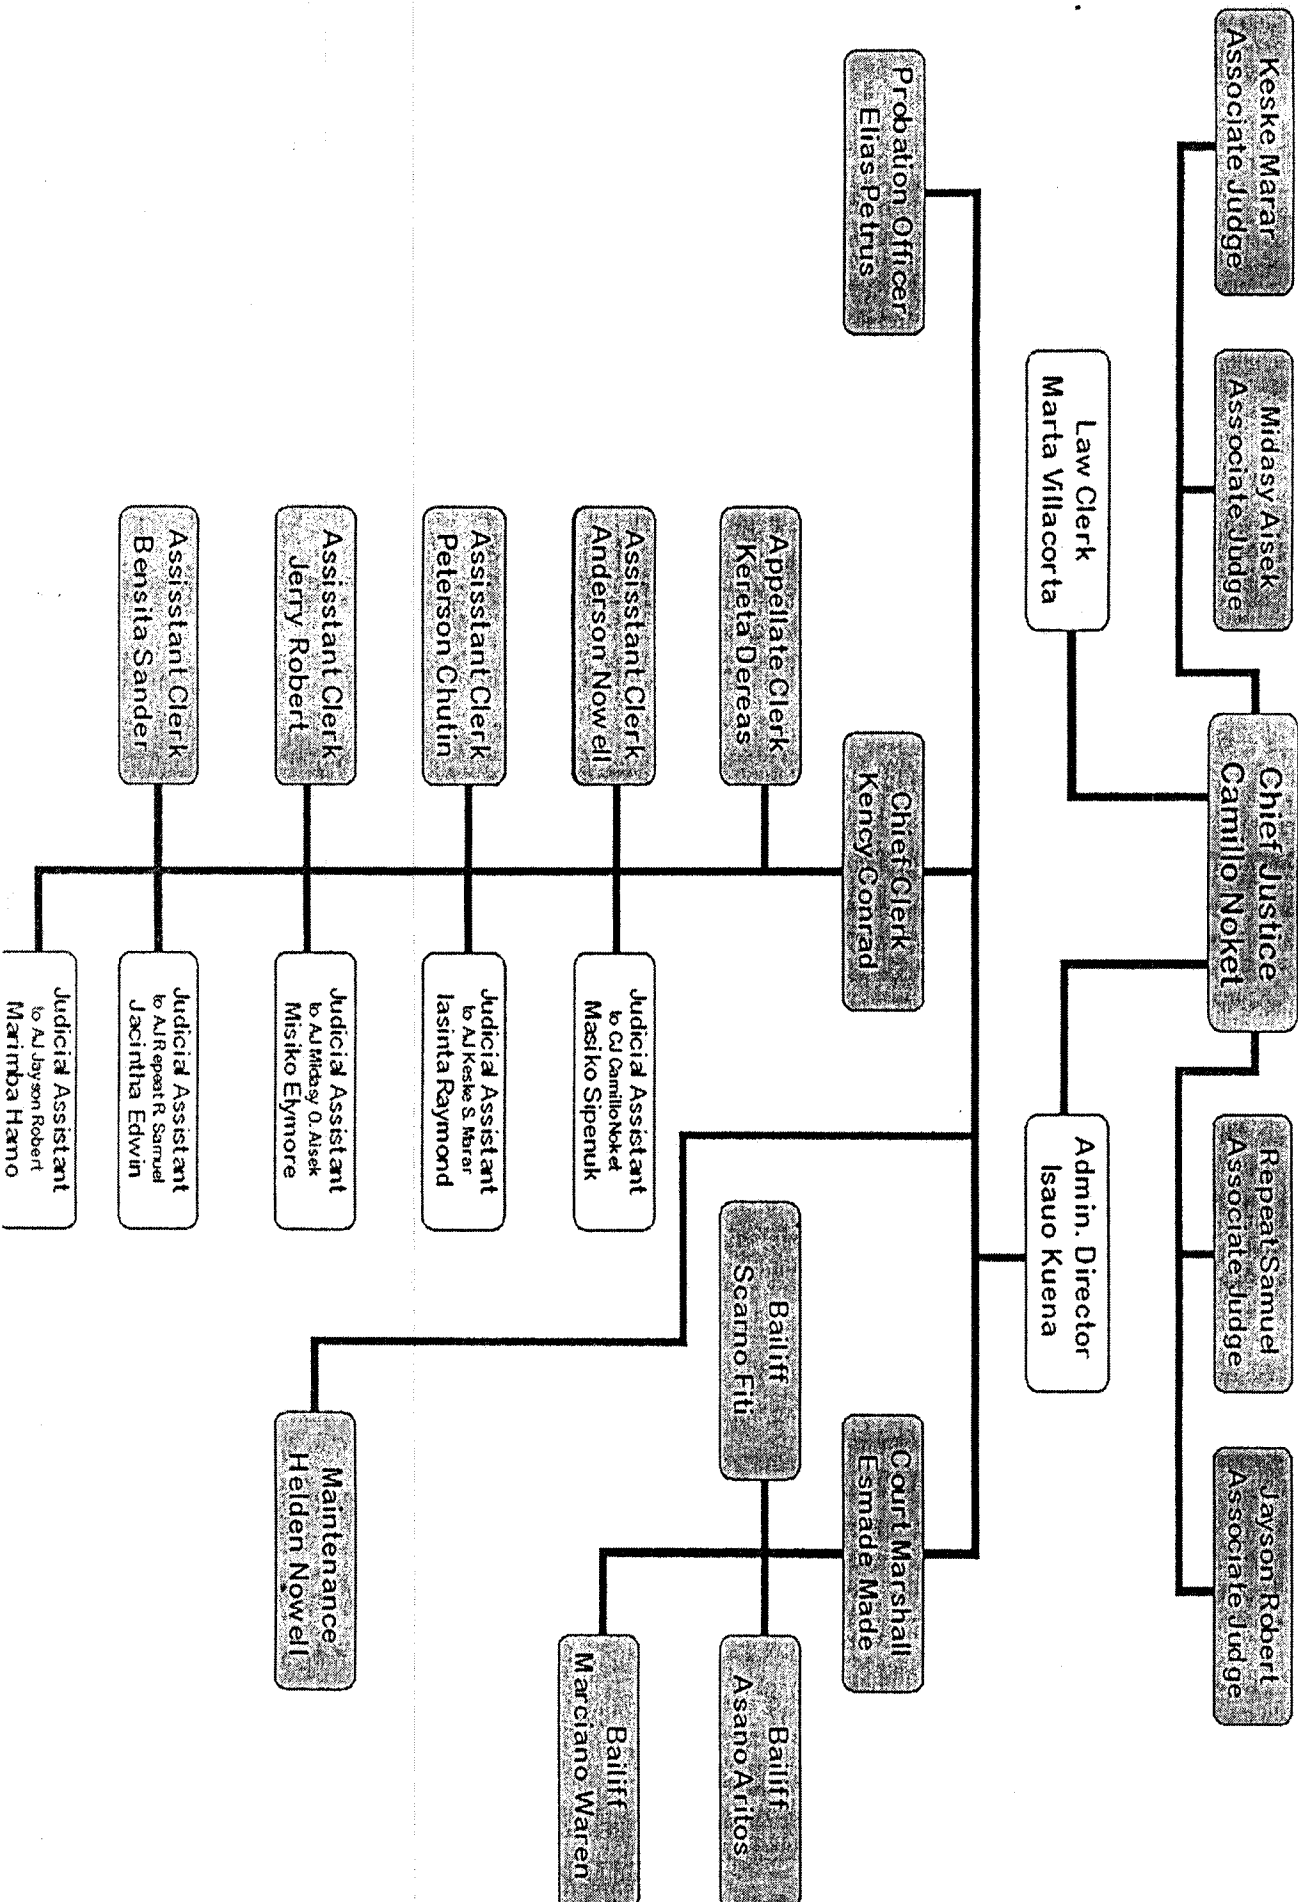 Keske Marar
Associate Judge
Midasy Aisek
Associate Judge
Chief Justice
Camillo Noket
Repeat Samuel
Associate Judge
Jayson Robert
Associate Judge
Law Clerk
Marta Villacorta
Admin. Director
Isauo Kuena
Probation Officer
Elias Petrus
Chief Clerk
Kency Conrad
Court Marshall
Esmade Made
Appellate Clerk
Kereta Dereas
Bailiff
Scarno Fiti
Bailiff
Asano Aritos
Assisstant Clerk
Anderson Nowell
Judicial Assistant
to CJ Camillo Noket
Masiko Sipenuk
Bailiff
Marciano Waren
Assisstant Clerk
Peterson Chutin
Judicial Assistant
to AJ Keske S. Marar
Iasinta Raymond
Assisstant Clerk
Jerry Robert
Judicial Assistant
to AJ Midasy O. Aisek
Misiko Elymore
Maintenance
Helden Nowell
Assisstant Clerk
Bensita Sander
Judicial Assistant
to AJ Repeat R. Samuel
Jacintha Edwin
Judicial Assistant
to AJ Jayson Robert
Marimba Hamo